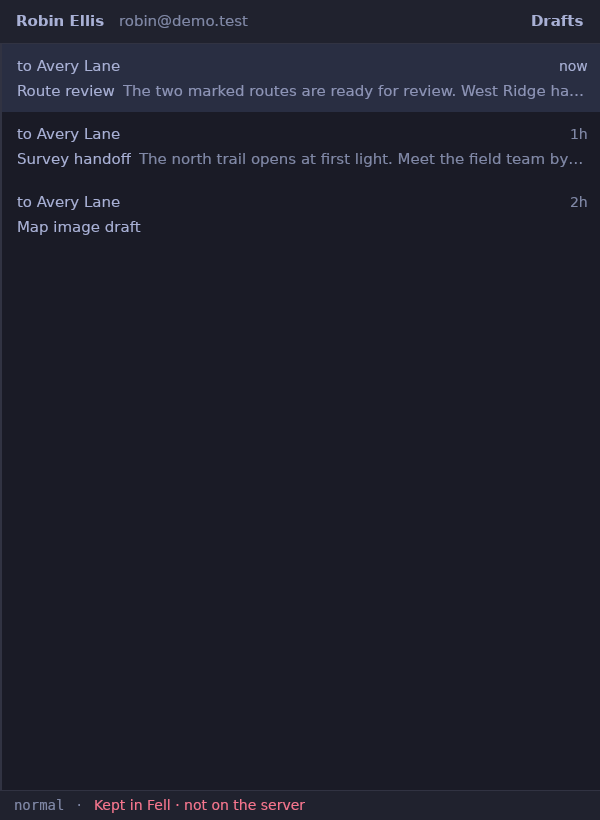 Robin Ellis robin@demo.test Drafts
to Avery Lane now
Route review The two marked routes are ready for review. West Ridge ha…
to Avery Lane 1h
Survey handoff The north trail opens at first light. Meet the field team by…
to Avery Lane 2h
Map image draft
normal · Kept in Fell · not on the server